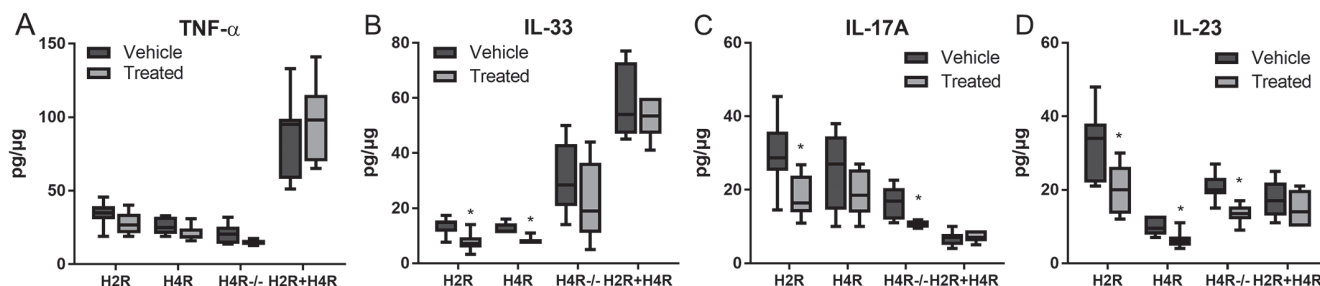 A
TNF-α
150
100
50
0
pg/µg
Vehicle
Treated
H2R
H4R
H4R-/-
H2R+H4R
B
IL-33
80
60
40
20
0
pg/µg
Vehicle
Treated
*
*
H2R
H4R
H4R-/-
H2R+H4R
C
IL-17A
60
40
20
0
pg/µg
Vehicle
Treated
*
*
H2R
H4R
H4R-/-
H2R+H4R
D
IL-23
60
40
20
0
pg/µg
Vehicle
Treated
*
*
*
H2R
H4R
H4R-/-
H2R+H4R